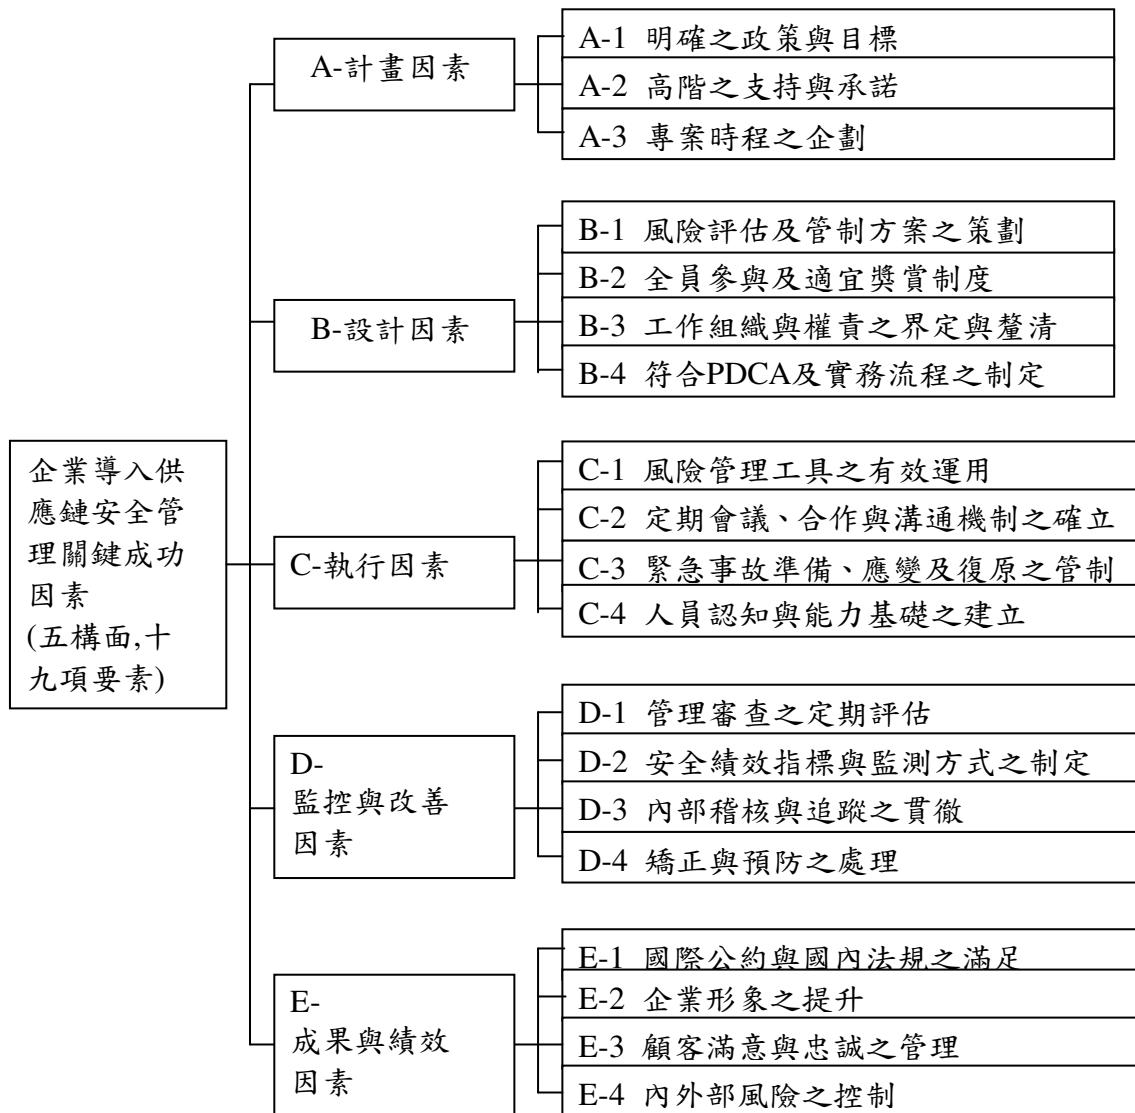 A-計畫因素
A-1 明確之政策與目標
A-2 高階之支持與承諾
A-3 專案時程之企劃
B-設計因素
B-1 風險評估及管制方案之策劃
B-2 全員參與及適宜獎賞制度
B-3 工作組織與權責之界定與釐清
B-4 符合PDCA及實務流程之制定
企業導入供
應鏈安全管
理關鍵成功
因素
(五構面,十
九項要素)
C-執行因素
C-1 風險管理工具之有效運用
C-2 定期會議、合作與溝通機制之確立
C-3 緊急事故準備、應變及復原之管制
C-4 人員認知與能力基礎之建立
D-
監控與改善
因素
D-1 管理審查之定期評估
D-2 安全績效指標與監測方式之制定
D-3 內部稽核與追蹤之貫徹
D-4 矯正與預防之處理
E-
成果與績效
因素
E-1 國際公約與國內法規之滿足
E-2 企業形象之提升
E-3 顧客滿意與忠誠之管理
E-4 內外部風險之控制